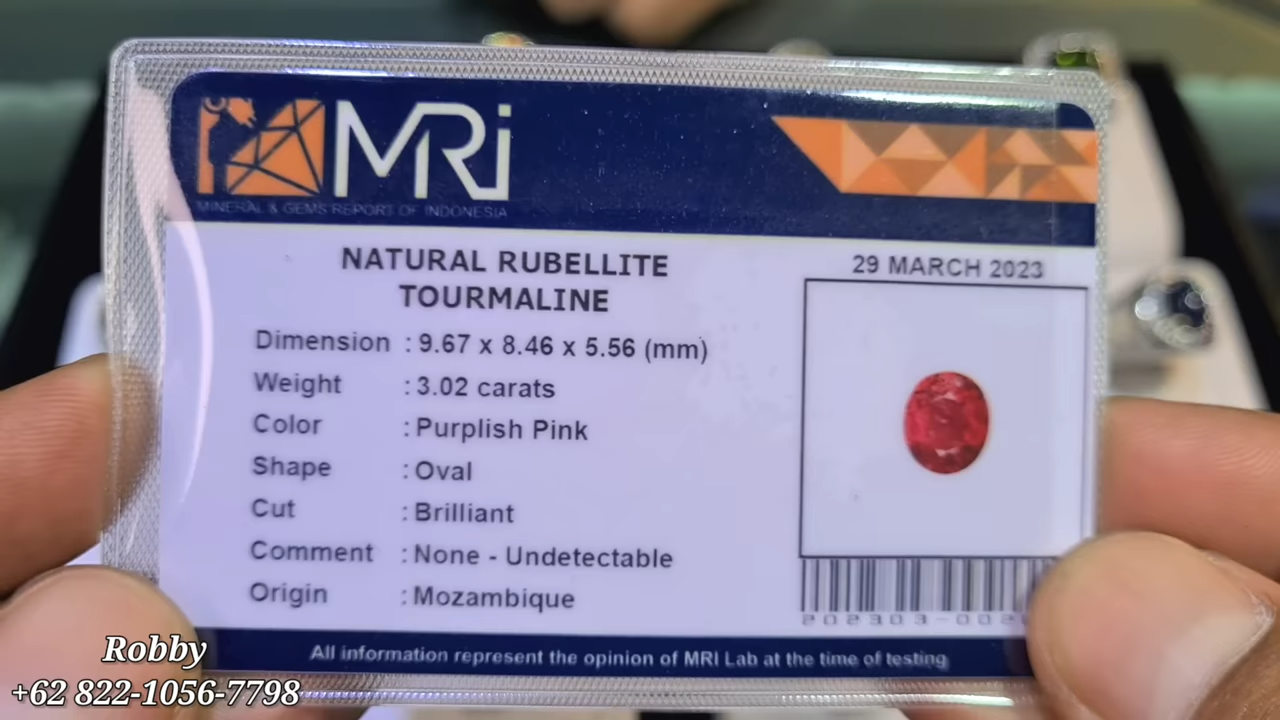 MRi
MINERAL & GEMS REPORT OF INDONESIA
NATURAL RUBELLITE
TOURMALINE
29 MARCH 2023
Dimension : 9.67 x 8.46 x 5.56 (mm)
Weight : 3.02 carats
Color : Purplish Pink
Shape : Oval
Cut : Brilliant
Comment : None - Undetectable
Origin : Mozambique
All information represent the opinion of MRI Lab at the time of testing
Robby
+62 822-1056-7798